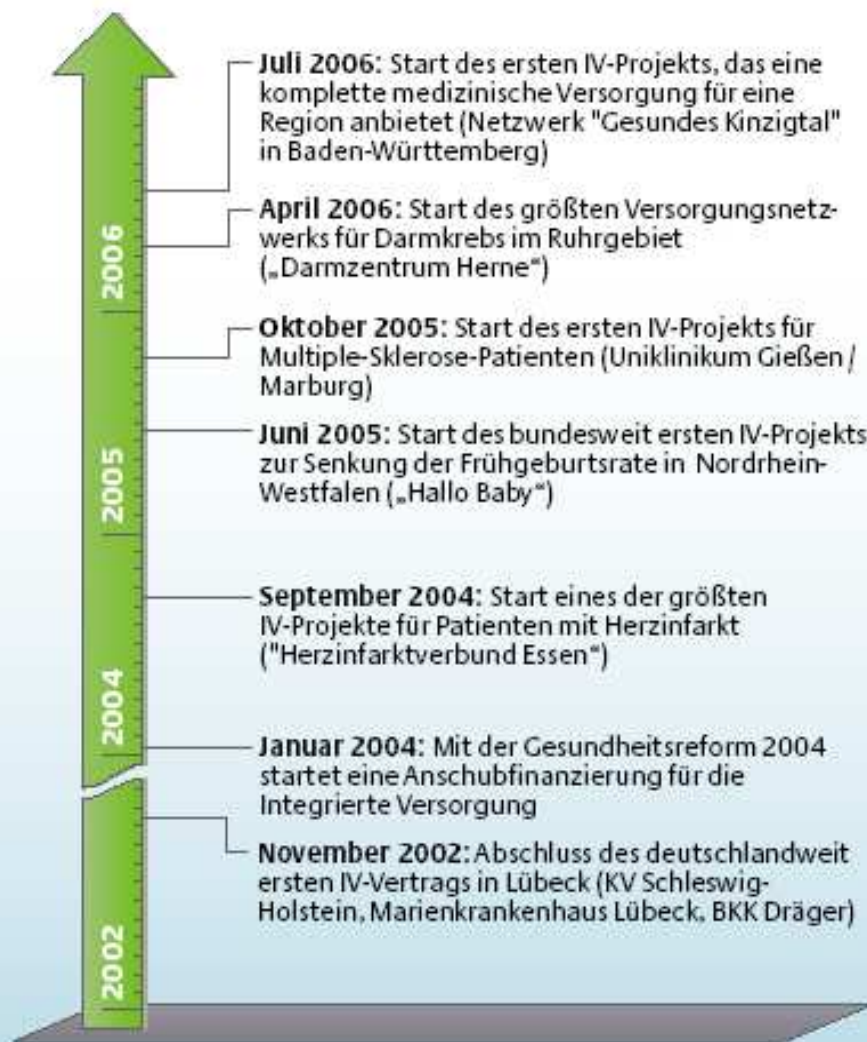 Juli 2006: Start des ersten IV-Projekts, das eine
komplette medizinische Versorgung für eine
Region anbietet (Netzwerk "Gesundes Kinzigtal"
in Baden-Württemberg)
April 2006: Start des größten Versorgungsnetz-
werks für Darmkrebs im Ruhrgebiet
(„Darmzentrum Herne“)
2006
Oktober 2005: Start des ersten IV-Projekts für
Multiple-Sklerose-Patienten (Uniklinikum Gießen /
Marburg)
Juni 2005: Start des bundesweit ersten IV-Projekts
zur Senkung der Frühgeburtsrate in Nordrhein-
Westfalen („Hallo Baby“)
2005
September 2004: Start eines der größten
IV-Projekte für Patienten mit Herzinfarkt
("Herzinfarktverbund Essen“)
2004
Januar 2004: Mit der Gesundheitsreform 2004
startet eine Anschubfinanzierung für die
Integrierte Versorgung
November 2002: Abschluss des deutschlandweit
ersten IV-Vertrags in Lübeck (KV Schleswig-
Holstein, Marienkrankenhaus Lübeck, BKK Dräger)
2002